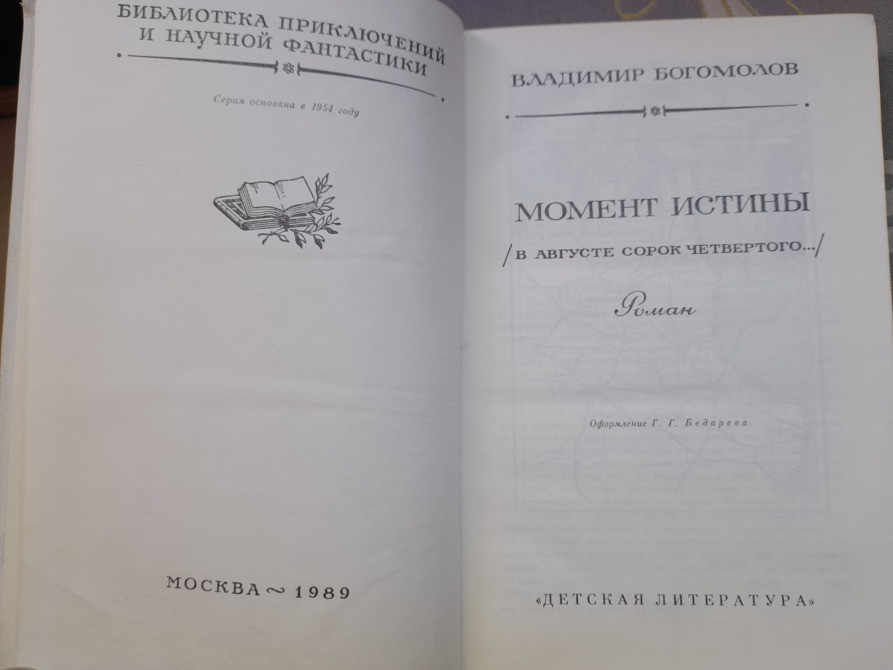 БИБЛИОТЕКА ПРИКЛЮЧЕНИЙ
И НАУЧНОЙ ФАНТАСТИКИ
Серия основана в 1954 году
МОСКВА ~ 1989
ВЛАДИМИР БОГОМОЛОВ
МОМЕНТ ИСТИНЫ
/В АВГУСТЕ СОРОК ЧЕТВЕРТОГО.../
Роман
Оформление Г. Г. Бедарева
«ДЕТСКАЯ ЛИТЕРАТУРА»